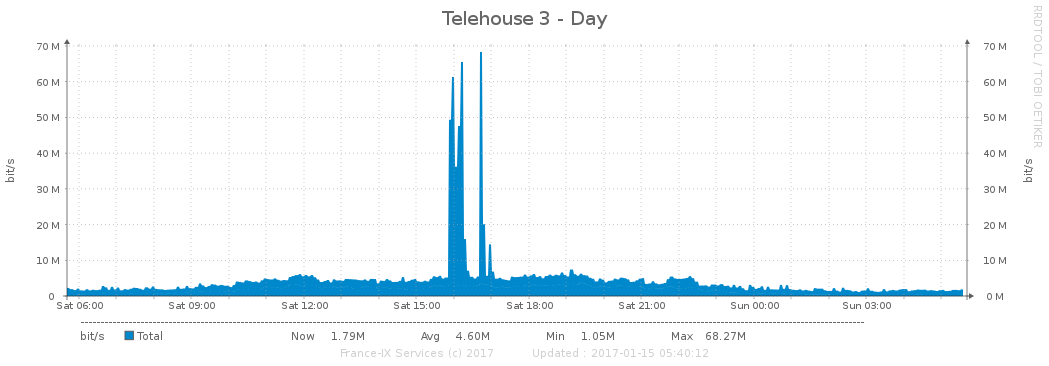 Telehouse 3 - Day
RRDTOOL / TOBI OETIKER
70 M 70 M
60 M 60 M
50 M 50 M
40 M 40 M
30 M 30 M
20 M 20 M
10 M 10 M
0 0 M
bit/s bit/s
Sat 06:00 Sat 09:00 Sat 12:00 Sat 15:00 Sat 18:00 Sat 21:00 Sun 00:00 Sun 03:00
bit/s Total Now 1.79M Avg 4.60M Min 1.05M Max 68.27M
France-IX Services (c) 2017 Updated : 2017-01-15 05:40:12